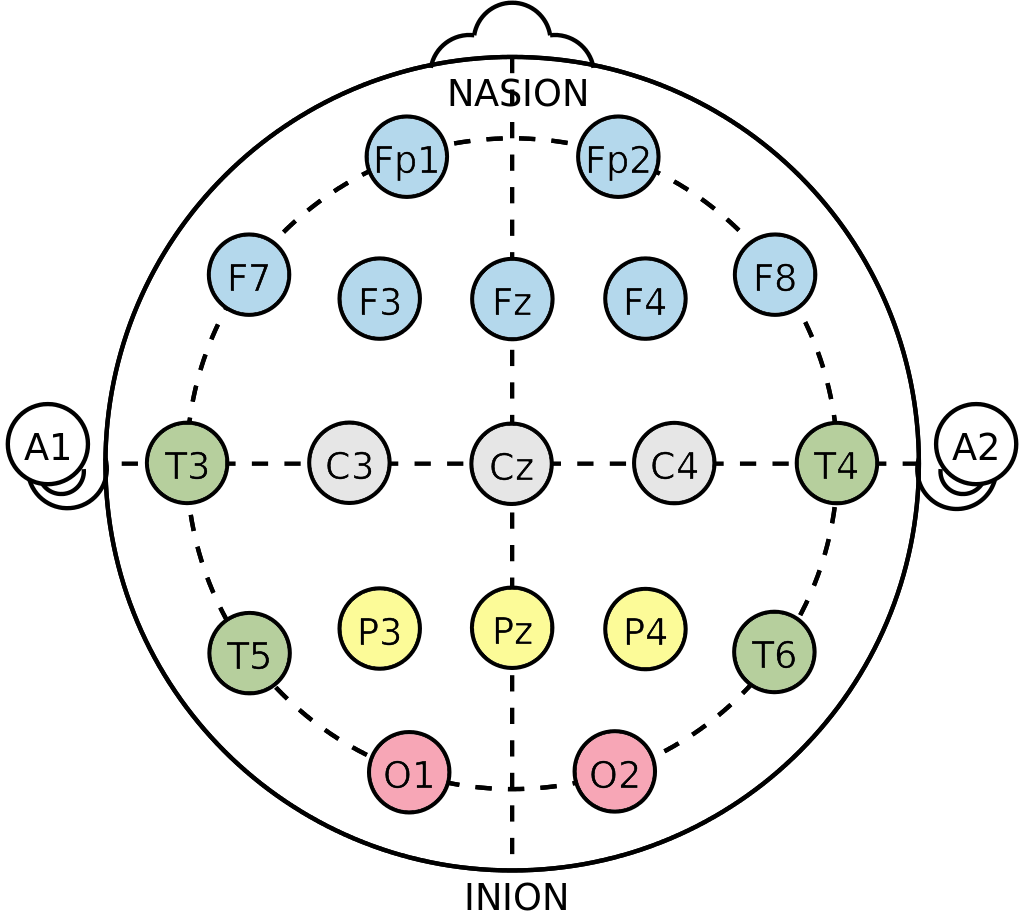 NASION
Fp1 Fp2
F7 F3 Fz F4 F8
A1 T3 C3 Cz C4 T4 A2
T5 P3 Pz P4 T6
O1 O2
INION